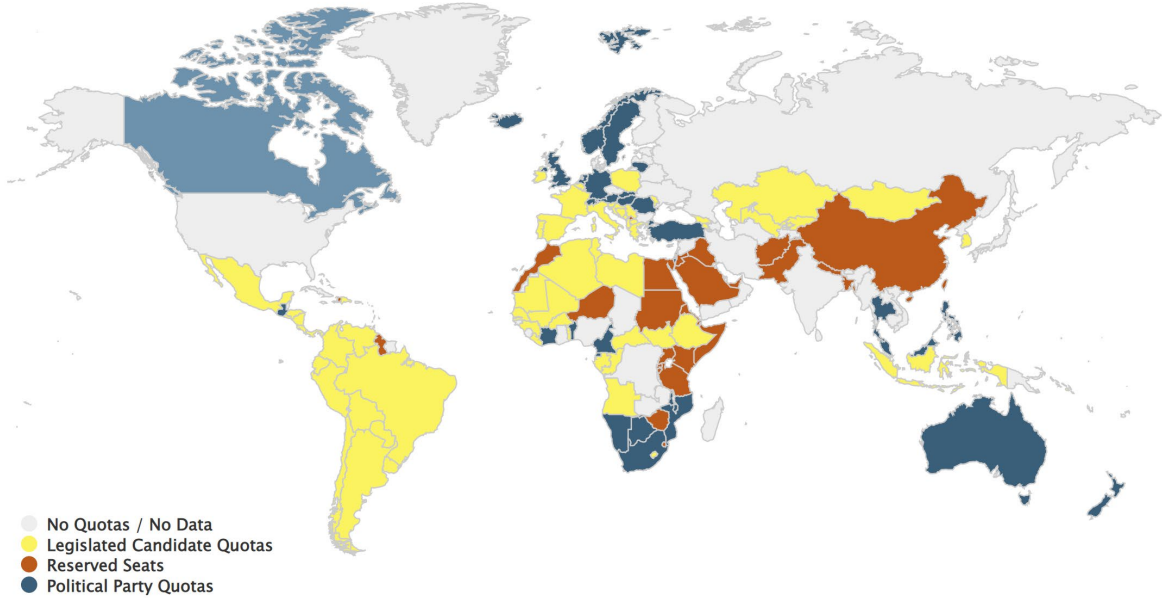 No Quotas / No Data
Legislated Candidate Quotas
Reserved Seats
Political Party Quotas